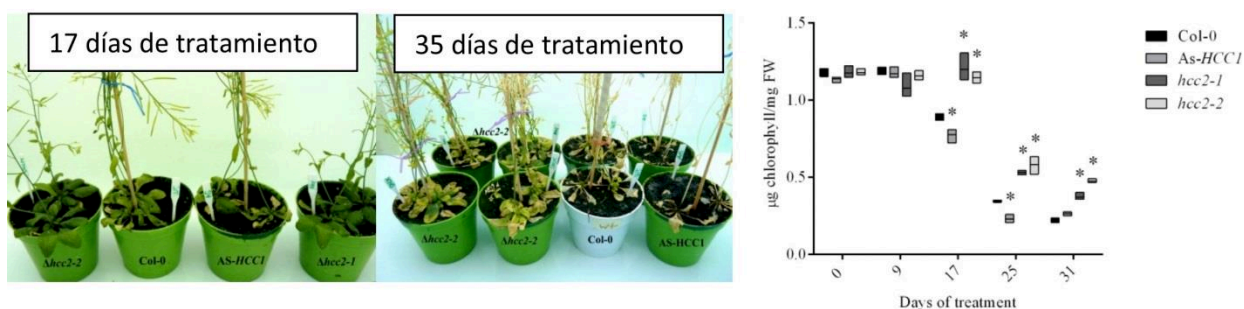 17 días de tratamiento
35 días de tratamiento
Δhcc2-2
Col-0
AS-HCC1
Δhcc2-1
Δhcc2-2
Δhcc2-2
Δhcc2-2
Col-0
AS-HCC1
µg chlorophyll/mg FW
1.5
1.0
0.5
0.0
0
9
17
25
31
Days of treatment
*
*
*
*
*
*
*
*
Col-0
As-HCC1
hcc2-1
hcc2-2